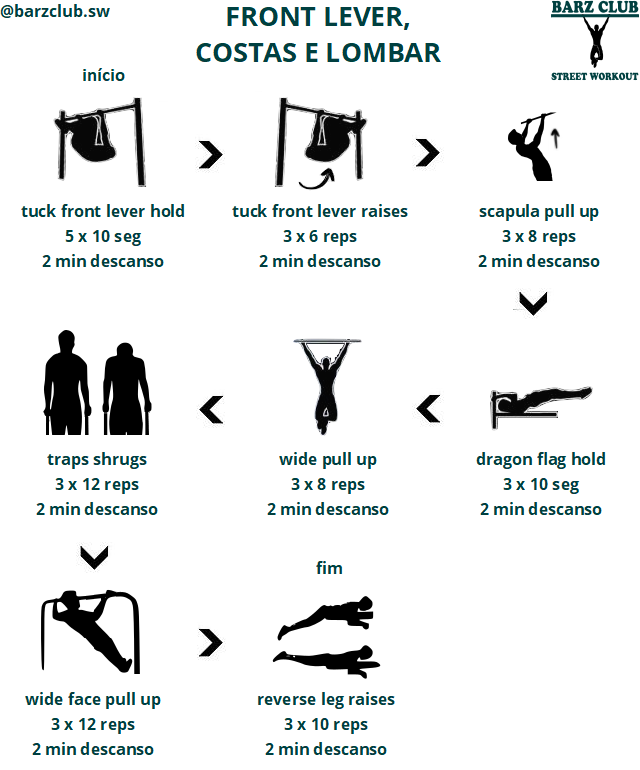 @barzclub.sw
FRONT LEVER,
COSTAS E LOMBAR
BARZ CLUB
STREET WORKOUT
início
tuck front lever hold
5 x 10 seg
2 min descanso
tuck front lever raises
3 x 6 reps
2 min descanso
scapula pull up
3 x 8 reps
2 min descanso
dragon flag hold
3 x 10 seg
2 min descanso
wide pull up
3 x 8 reps
2 min descanso
traps shrugs
3 x 12 reps
2 min descanso
wide face pull up
3 x 12 reps
2 min descanso
fim
reverse leg raises
3 x 10 reps
2 min descanso